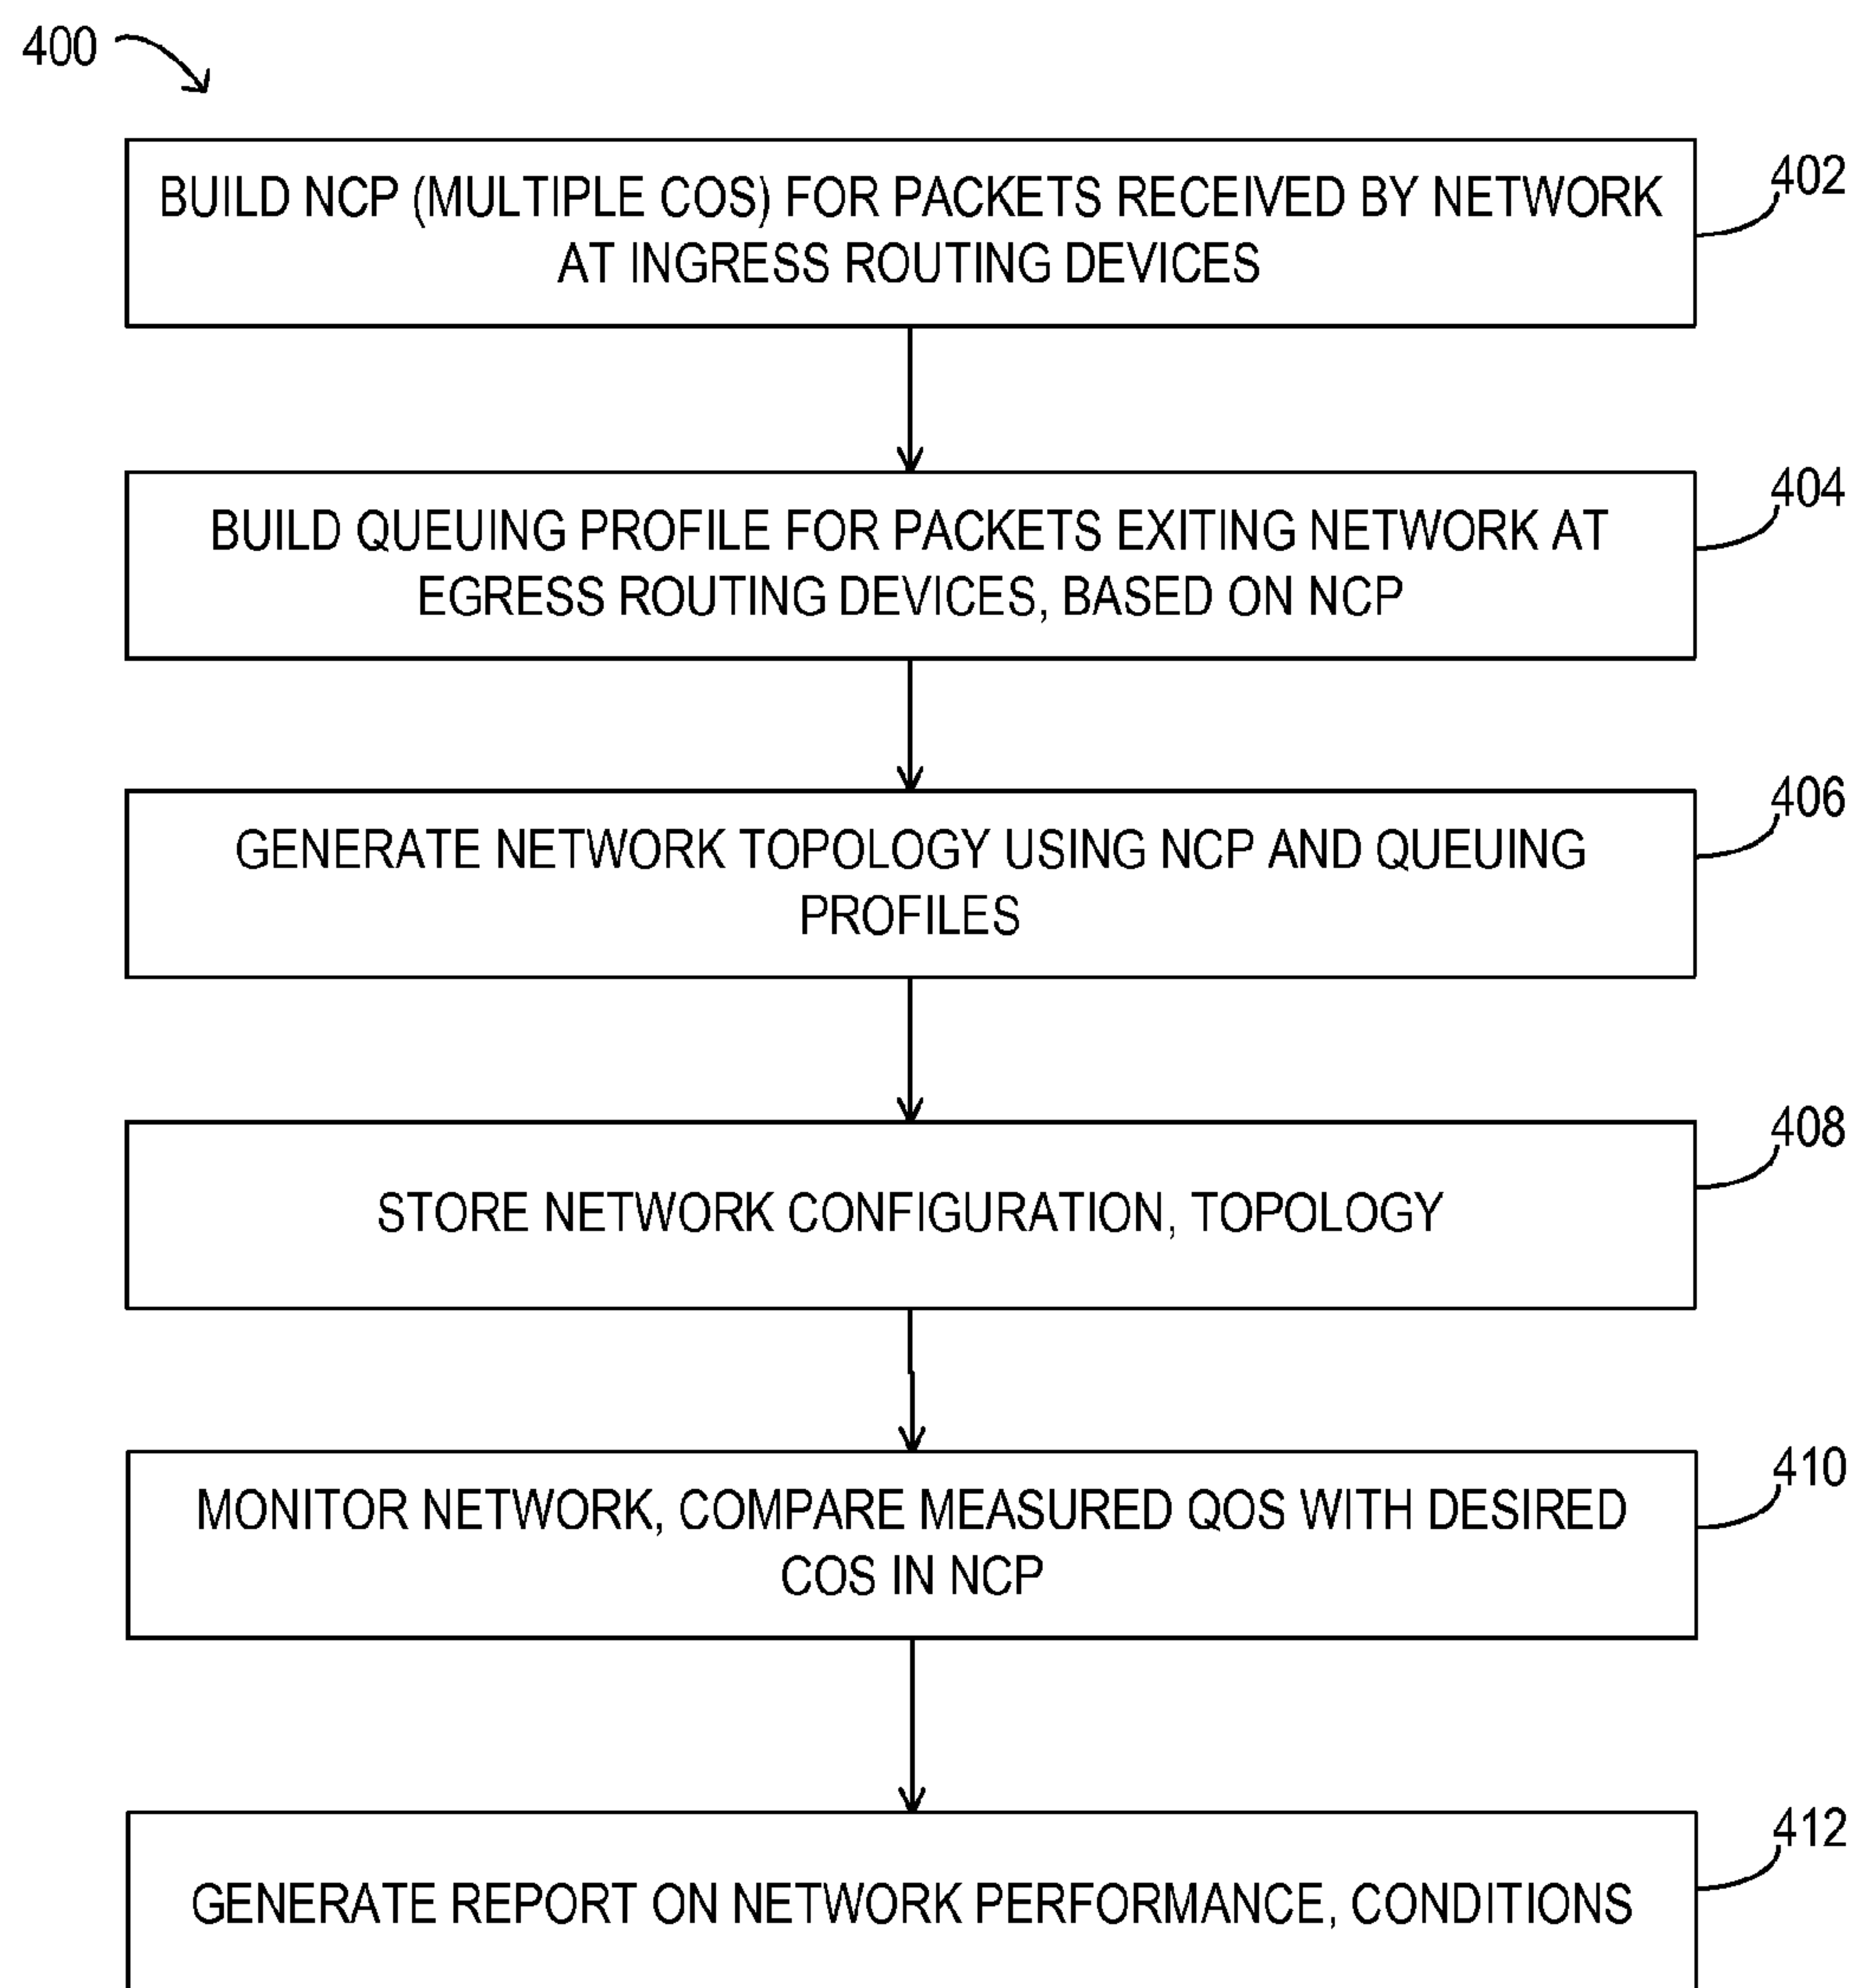 400
BUILD NCP (MULTIPLE COS) FOR PACKETS RECEIVED BY NETWORK
AT INGRESS ROUTING DEVICES
402
BUILD QUEUING PROFILE FOR PACKETS EXITING NETWORK AT
EGRESS ROUTING DEVICES, BASED ON NCP
404
GENERATE NETWORK TOPOLOGY USING NCP AND QUEUING
PROFILES
406
STORE NETWORK CONFIGURATION, TOPOLOGY
408
MONITOR NETWORK, COMPARE MEASURED QOS WITH DESIRED
COS IN NCP
410
GENERATE REPORT ON NETWORK PERFORMANCE, CONDITIONS
412